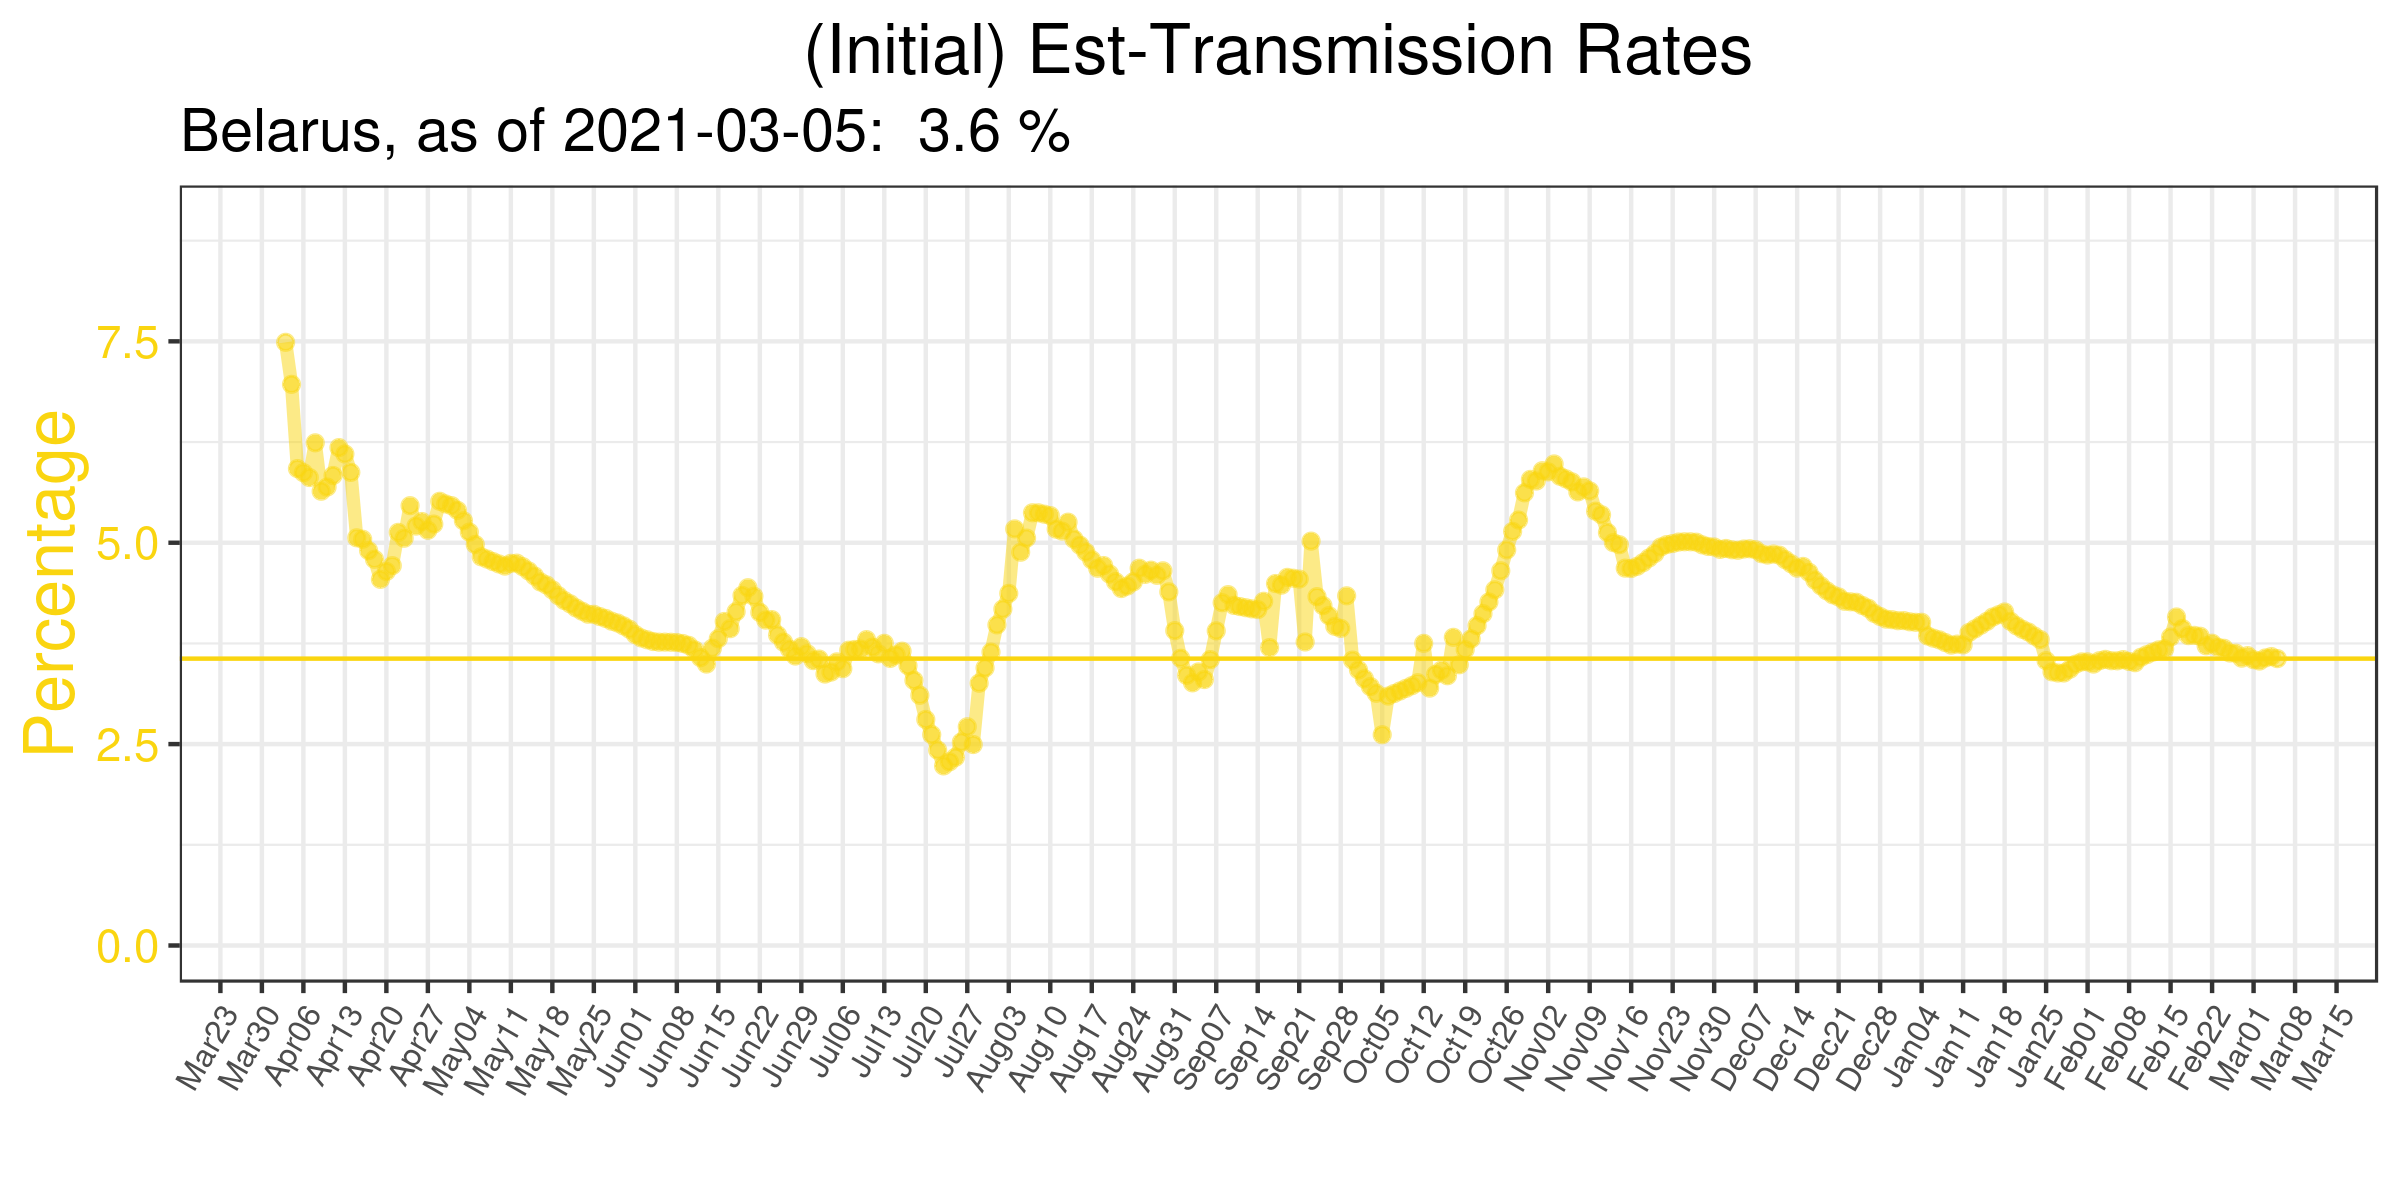 (Initial) Est-Transmission Rates
Belarus, as of 2021-03-05:  3.6 %
Percentage
7.5
5.0
2.5
0.0
Mar23
Mar30
Apr06
Apr13
Apr20
Apr27
May04
May11
May18
May25
Jun01
Jun08
Jun15
Jun22
Jun29
Jul06
Jul13
Jul20
Jul27
Aug03
Aug10
Aug17
Aug24
Aug31
Sep07
Sep14
Sep21
Sep28
Oct05
Oct12
Oct19
Oct26
Nov02
Nov09
Nov16
Nov23
Nov30
Dec07
Dec14
Dec21
Dec28
Jan04
Jan11
Jan18
Jan25
Feb01
Feb08
Feb15
Feb22
Mar01
Mar08
Mar15